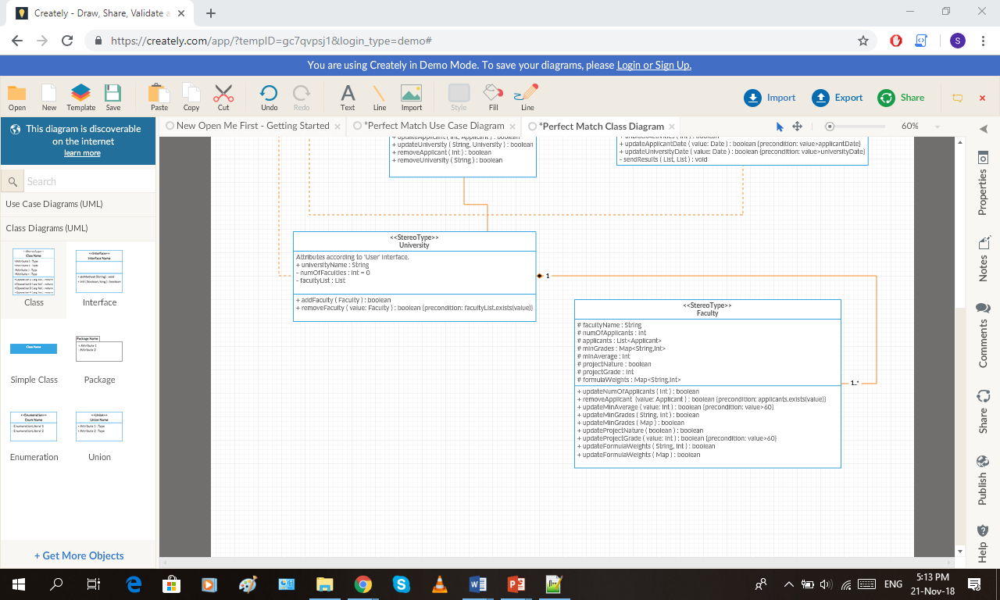 Creately - Draw, Share, Validate a
https://creately.com/app/?tempID=gc7qvpsj1&login_type=demo#
S
You are using Creately in Demo Mode. To save your diagrams, please Login or Sign Up.
Open New Template Save Paste Copy Cut Undo Redo Text Line Import Style Fill Line
Import Export Share
This diagram is discoverable
on the internet
learn more
New Open Me First - Getting Started
*Perfect Match Use Case Diagram
*Perfect Match Class Diagram
60%
Search
Use Case Diagrams (UML)
Class Diagrams (UML)
Class Interface
Simple Class Package
Enumeration Union
+ Get More Objects
+ updateApplicant ( Int, Applicant ) : boolean
+ updateUniversity ( String, University ) : boolean
+ removeApplicant ( Int ) : boolean
+ removeUniversity ( String ) : boolean
+ updateApplicantDate ( value: Date ) : boolean {precondition: value>applicantDate}
+ updateUniversityDate ( value: Date ) : boolean {precondition: value>universityDate}
- sendResults ( List, List ) : void
<<StereoType>>
University
Attributes according to 'User' interface.
+ universityName : String
- numOfFaculties : Int = 0
- facultyList : List
+ addFaculty ( Faculty ) : boolean
+ removeFaculty ( value: Faculty ) : boolean {precondition: facultyList.exists(value)}
1
1..*
<<StereoType>>
Faculty
# facultyName : String
# numOfApplicants : Int
# applicants : List<Applicant>
# minGrades : Map<String,Int>
# minAverage : Int
# projectNature : boolean
# projectGrade : Int
# formulaWeights : Map<String,Int>
+ updateNumOfApplicants ( Int ) : boolean
+ removeApplicant (value: Applicant ) : boolean {precondition: applicants.exists(value)}
+ updateMinAverage ( value: Int ) : boolean {precondition: value>60}
+ updateMinGrades ( String, Int ) : boolean
+ updateMinGrades ( Map ) : boolean
+ updateProjectNature ( boolean ) : boolean
+ updateProjectGrade ( value: Int ) : boolean {precondition: value>60}
+ updateFormulaWeights ( String, Int ) : boolean
+ updateFormulaWeights ( Map ) : boolean
Properties
Notes
Comments
Share
Publish
Help
ENG
5:13 PM
21-Nov-18